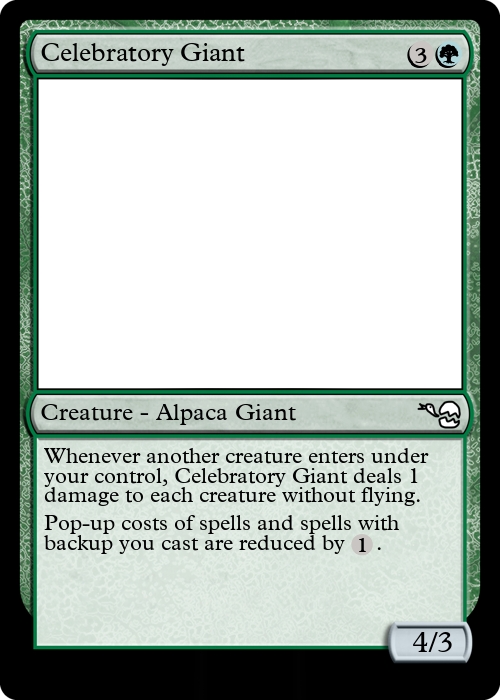 Celebratory Giant 3
Creature - Alpaca Giant
Whenever another creature enters under
your control, Celebratory Giant deals 1
damage to each creature without flying.
Pop-up costs of spells and spells with
backup you cast are reduced by 1.
4/3